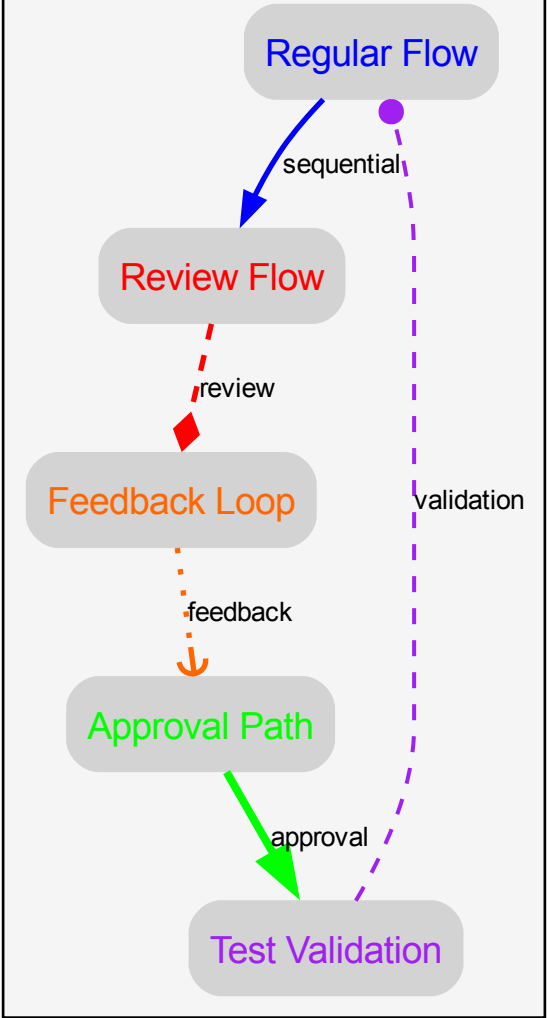 Regular Flow
sequential
Review Flow
review
Feedback Loop
validation
feedback
Approval Path
approval
Test Validation